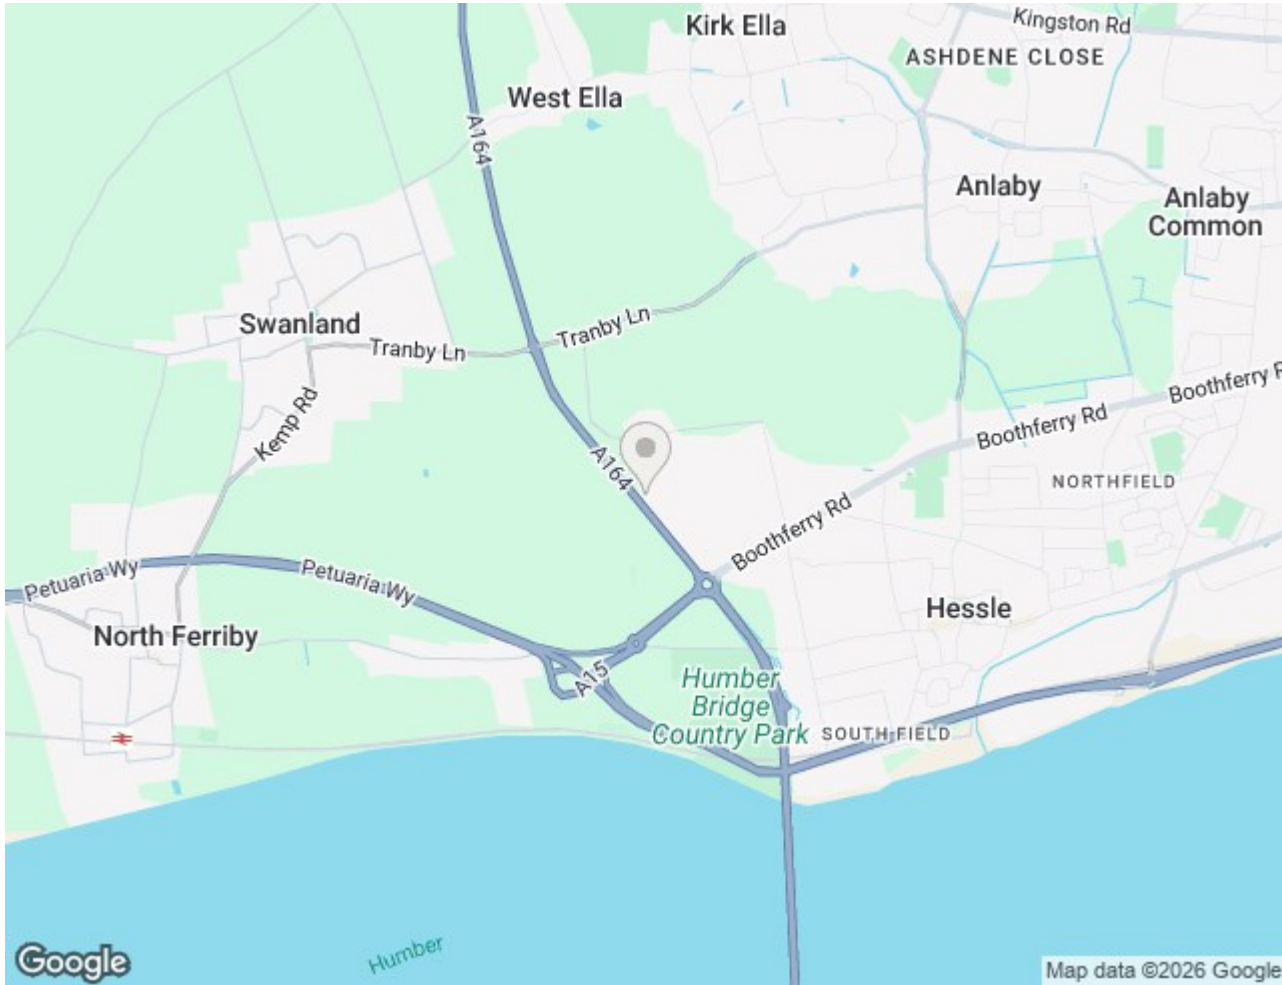 Kirk Ella
Kingston Rd
ASHDENE CLOSE
West Ella
A164
Anlaby
Anlaby
Common
Swanland
Tranby Ln
Tranby Ln
Kemp Rd
Boothferry R
Boothferry Rd
A164
NORTHFIELD
Boothferry Rd
Petuaria Wy
Petuaria Wy
Hessle
North Ferriby
A15
Humber
Bridge
Country Park
SOUTH FIELD
Humber
Google
Map data ©2026 Google